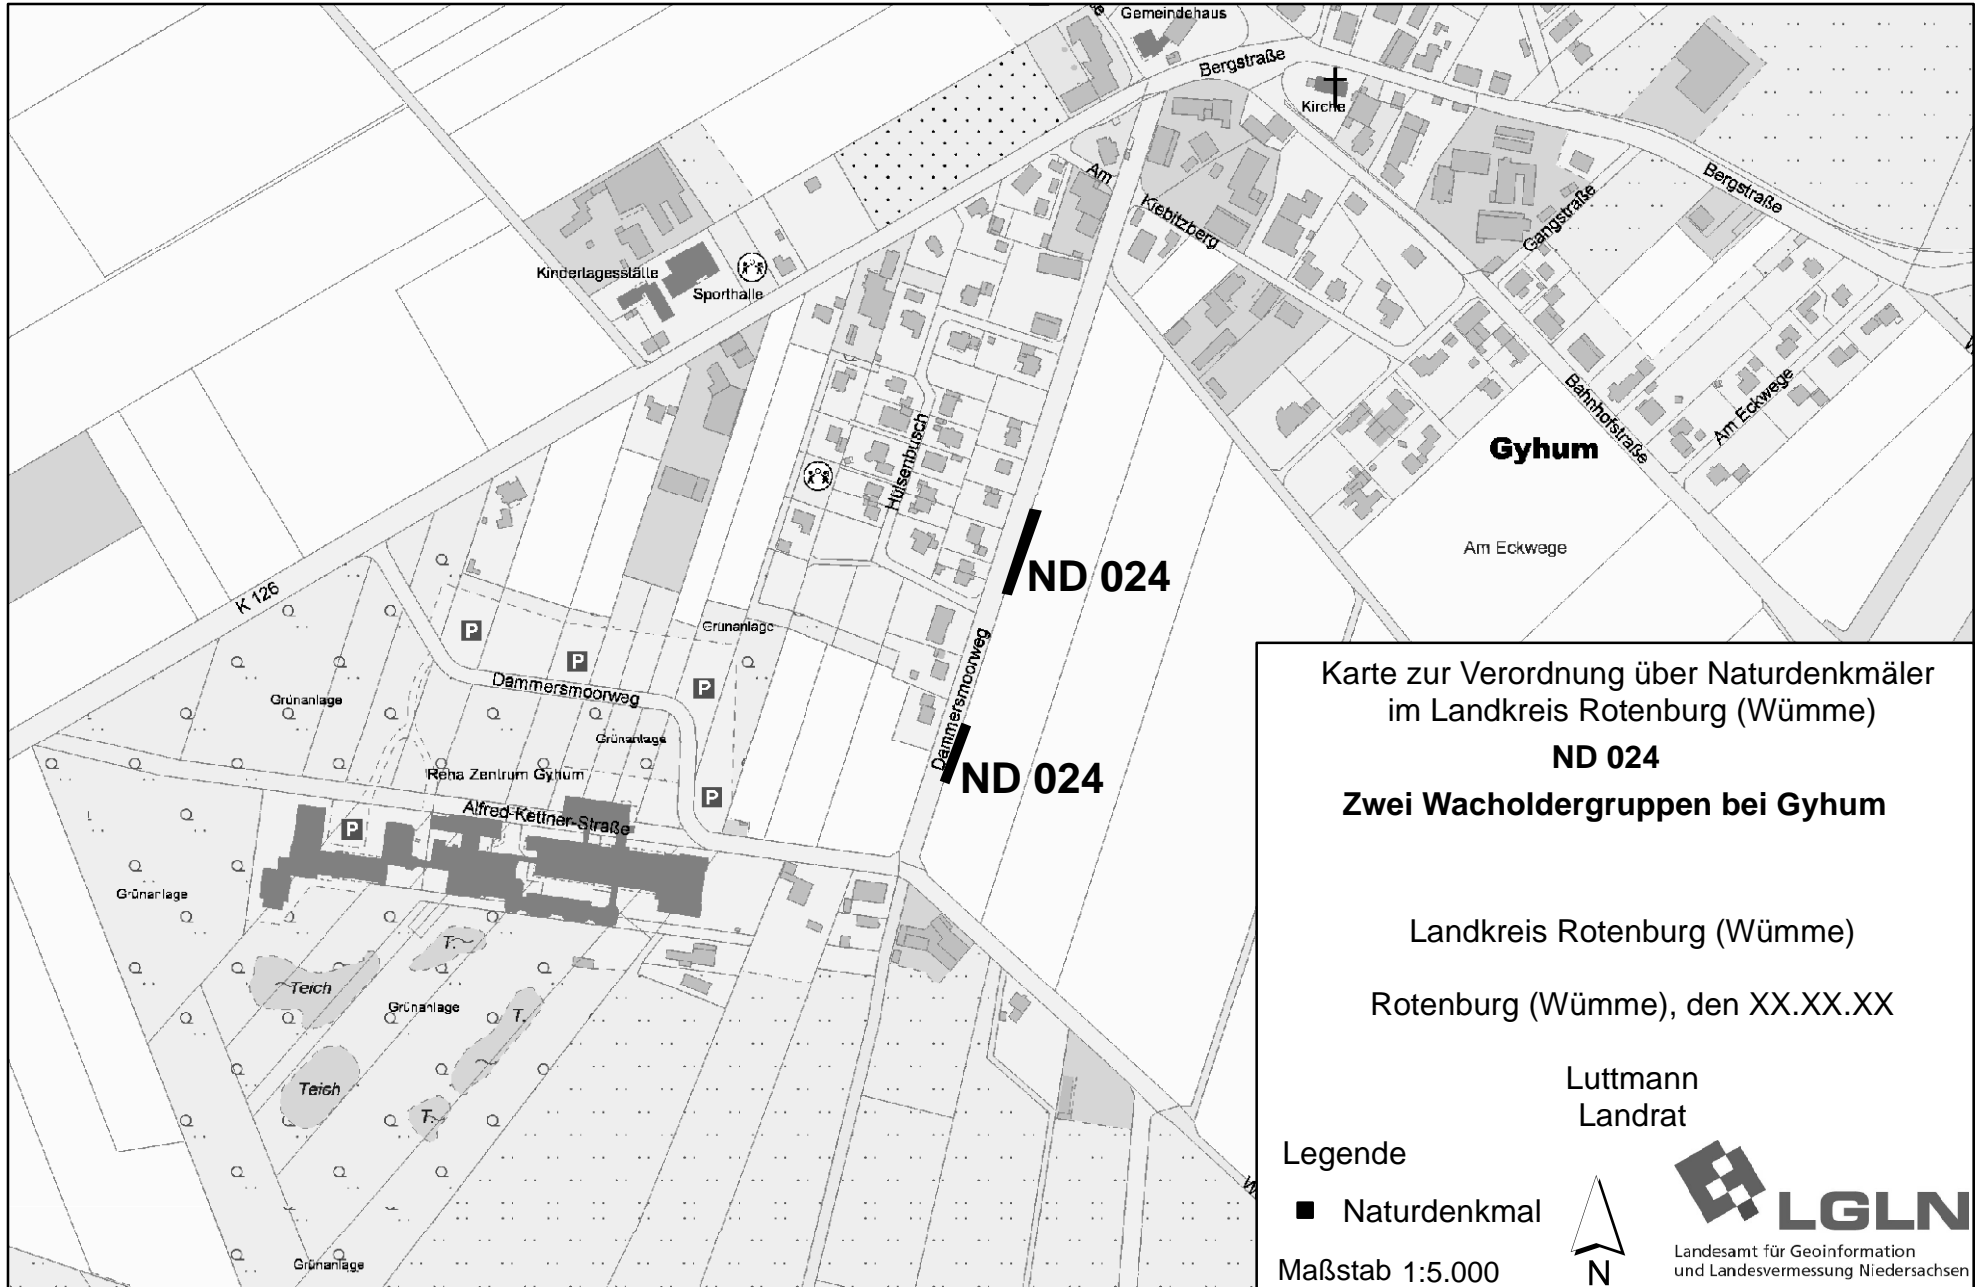 Gemeindehaus
Bergstraße
Kirche
Am
Kiebitzberg
Gangstraße
Bergstraße
Kindertagesstätte
Sporthalle
Hülsenbusch
Bahnhofstraße
Am Eckwege
Gyhum
Am Eckwege
ND 024
K 126
P
P
P
Grünanlage
Dammersmoorweg
Dammersmoorweg
Grünanlage
Grünanlage
ND 024
Reha Zentrum Gyhum
P
Alfred-Kettner-Straße
P
Grünanlage
T.
Teich
Grünanlage
T.
Teich
T.
W
W
Grünanlage
Karte zur Verordnung über Naturdenkmäler
im Landkreis Rotenburg (Wümme)
ND 024
Zwei Wacholdergruppen bei Gyhum
Landkreis Rotenburg (Wümme)
Rotenburg (Wümme), den XX.XX.XX
Luttmann
Landrat
Legende
Naturdenkmal
Maßstab 1:5.000
N
LGLN
Landesamt für Geoinformation
und Landesvermessung Niedersachsen